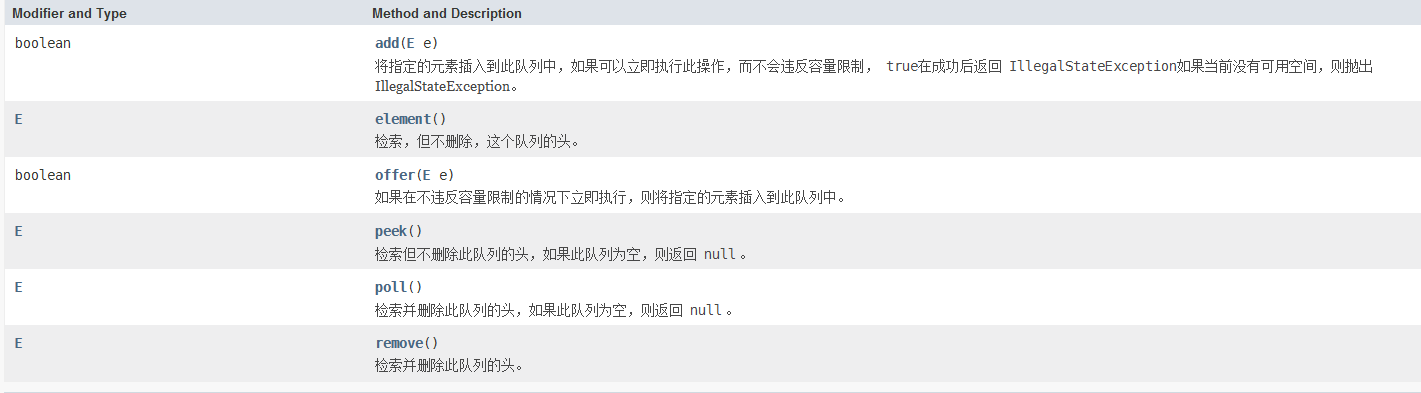 Modifier and Type Method and Description
boolean add(E e)
将指定的元素插入到此队列中，如果可以立即执行此操作，而不会违反容量限制， true在成功后返回 IllegalStateException如果当前没有可用空间，则抛出
IllegalStateException。
E element()
检索，但不删除，这个队列的头。
boolean offer(E e)
如果在不违反容量限制的情况下立即执行，则将指定的元素插入到此队列中。
E peek()
检索但不删除此队列的头，如果此队列为空，则返回 null 。
E poll()
检索并删除此队列的头，如果此队列为空，则返回 null 。
E remove()
检索并删除此队列的头。